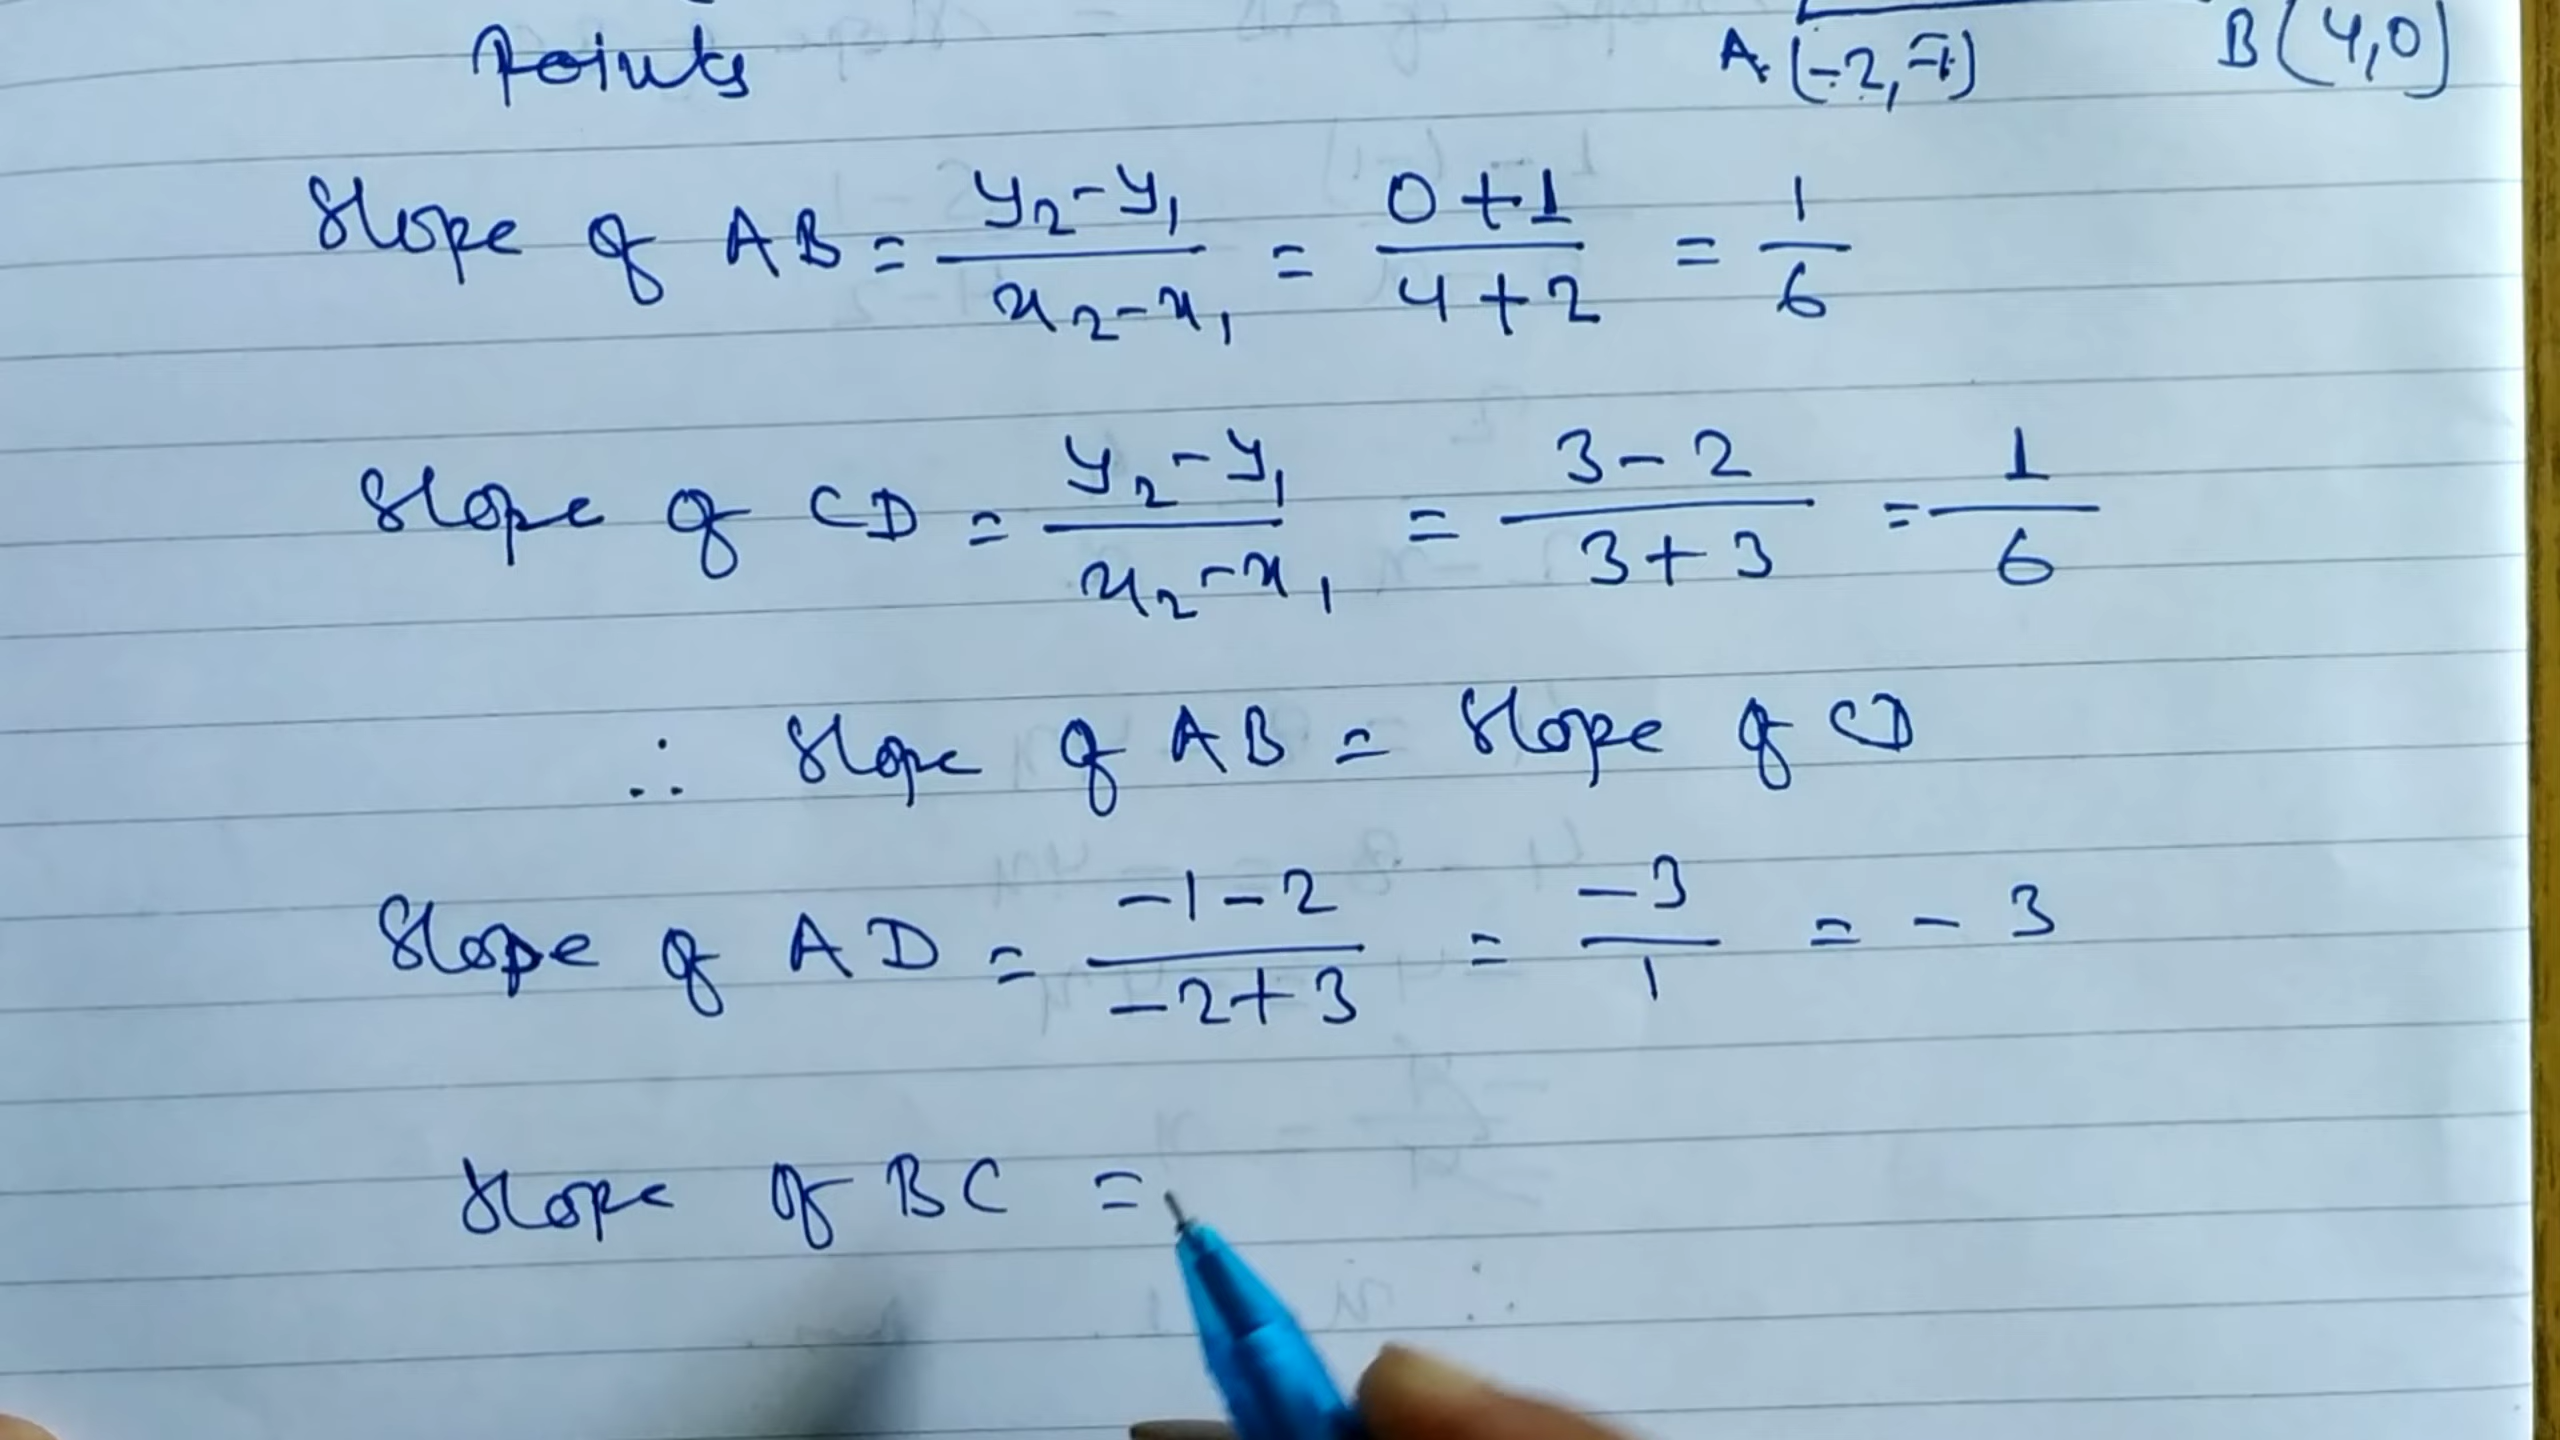 Points A (-2,-1) B(4,0)
Slope of AB = y₂-y₁ / x₂-x₁ = 0+1 / 4+2 = 1/6
Slope of CD = y₂-y₁ / x₂-x₁ = 3-2 / 3+3 = 1/6
∴ Slope of AB = Slope of CD
Slope of AD = -1-2 / -2+3 = -3/1 = -3
Slope of BC =